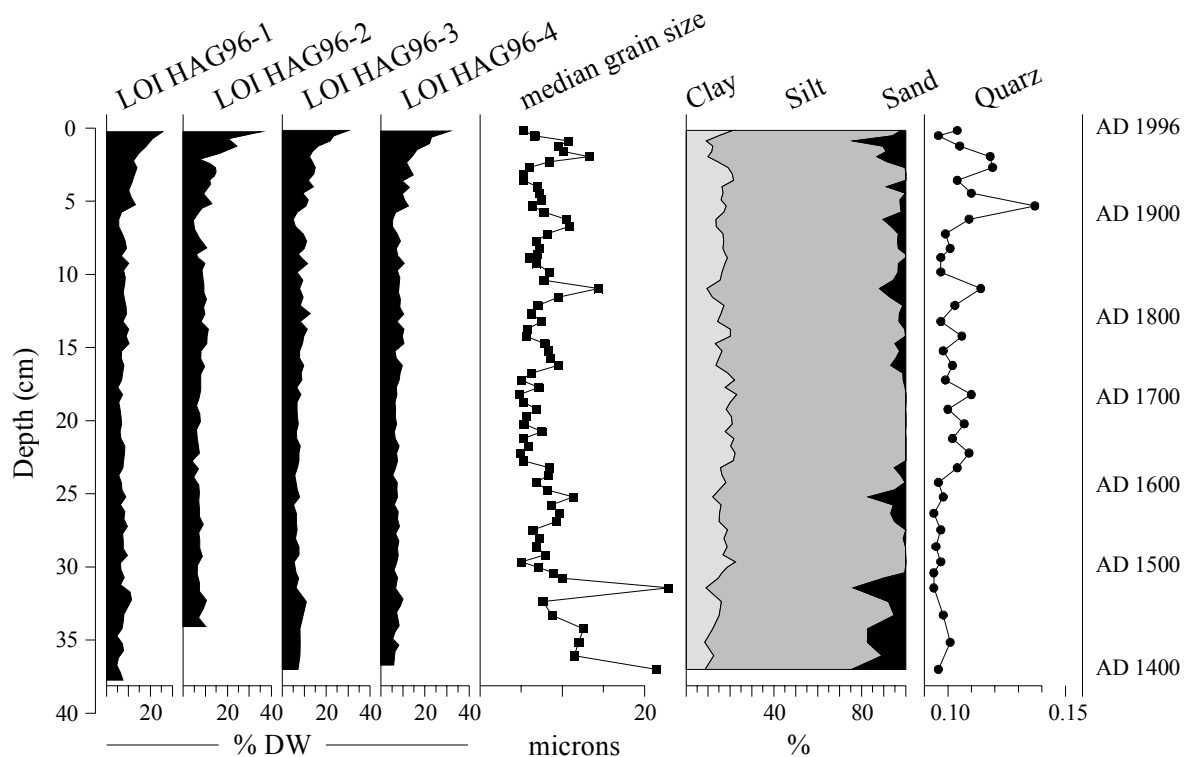 LOI HAG96-1
LOI HAG96-2
LOI HAG96-3
LOI HAG96-4
median grain size
Clay
Silt
Sand
Quarz
Depth (cm)
0
5
10
15
20
25
30
35
40
AD 1996
AD 1900
AD 1800
AD 1700
AD 1600
AD 1500
AD 1400
20 20 40 20 40 20 40 20 40 80 0.10 0.15
% DW microns %